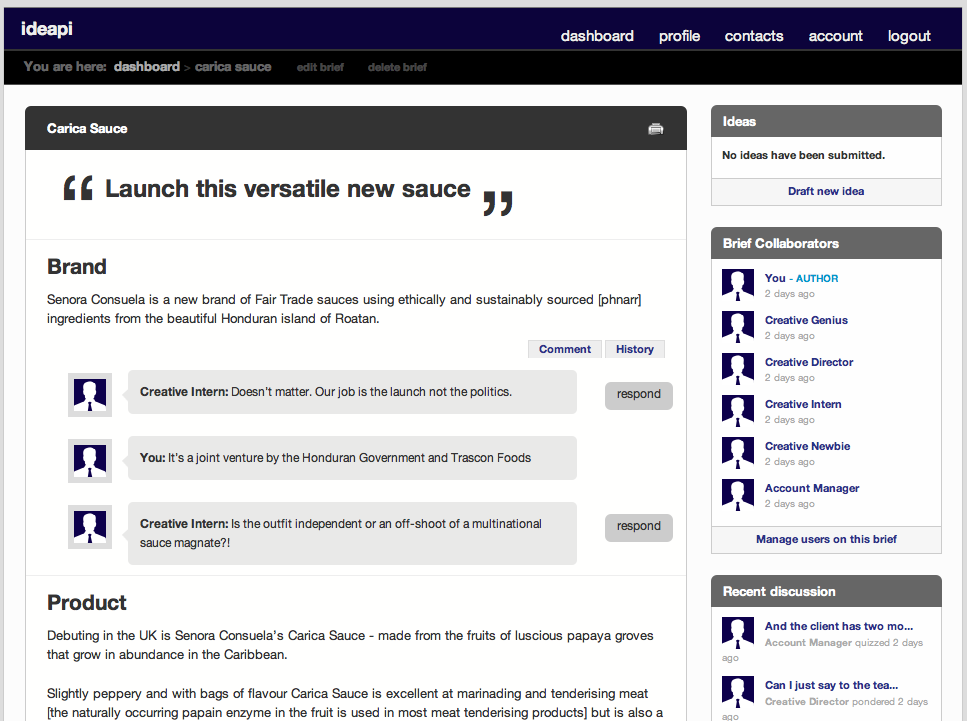 ideapi
dashboard profile contacts account logout
You are here: dashboard > carica sauce edit brief delete brief
Carica Sauce
“ Launch this versatile new sauce ”
Brand
Senora Consuela is a new brand of Fair Trade sauces using ethically and sustainably sourced [phnarr]
ingredients from the beautiful Honduran island of Roatan.
Comment History
Creative Intern: Doesn't matter. Our job is the launch not the politics.
respond
You: It's a joint venture by the Honduran Government and Trascon Foods
Creative Intern: Is the outfit independent or an off-shoot of a multinational
sauce magnate?!
respond
Product
Debuting in the UK is Senora Consuela's Carica Sauce - made from the fruits of luscious papaya groves
that grow in abundance in the Caribbean.
Slightly peppery and with bags of flavour Carica Sauce is excellent at marinading and tenderising meat
[the naturally occurring papain enzyme in the fruit is used in most meat tenderising products] but is also a
Ideas
No ideas have been submitted.
Draft new idea
Brief Collaborators
You - AUTHOR
2 days ago
Creative Genius
2 days ago
Creative Director
2 days ago
Creative Intern
2 days ago
Creative Newbie
2 days ago
Account Manager
2 days ago
Manage users on this brief
Recent discussion
And the client has two mo...
Account Manager quizzed 2 days
ago
Can I just say to the tea...
Creative Director pondered 2 days
ago